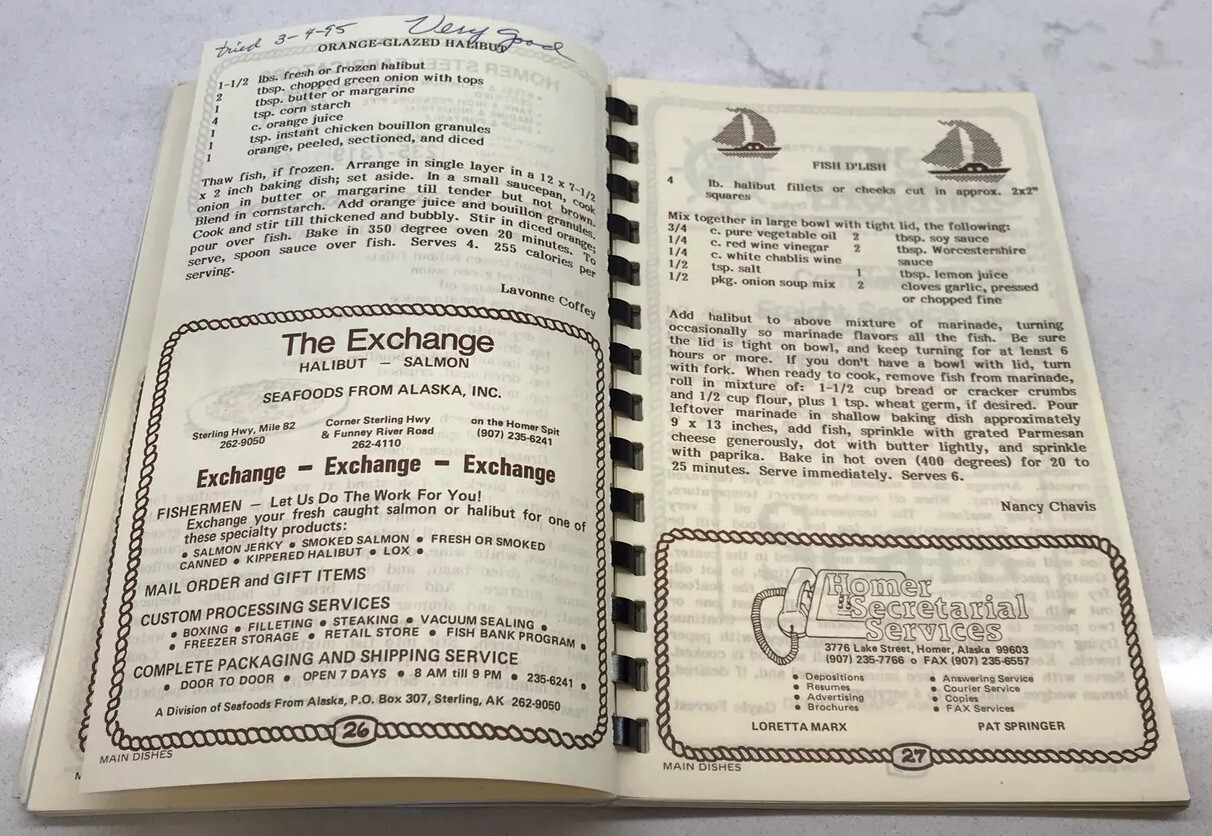 tried 3-4-95 Very Good
ORANGE-GLAZED HALIBUT
1-1/2 lbs. fresh or frozen halibut
2 tbsp. chopped green onion with tops
1 tbsp. butter or margarine
4 tsp. corn starch
1 c. orange juice
1 tsp. instant chicken bouillon granules
1 orange, peeled, sectioned, and diced
Thaw fish, if frozen. Arrange in single layer in a 12 x 7-1/2
x 2 inch baking dish; set aside. In a small saucepan, cook
onion in butter or margarine till tender but not brown.
Blend in cornstarch. Add orange juice and bouillon granules.
Cook and stir till thickened and bubbly. Stir in diced orange;
pour over fish. Bake in 350 degree oven 20 minutes. To
serve, spoon sauce over fish. Serves 4. 255 calories per
serving.
Lavonne Coffey
The Exchange
HALIBUT — SALMON
SEAFOODS FROM ALASKA, INC.
Sterling Hwy, Mile 82
262-9050
Corner Sterling Hwy
& Funney River Road
262-4110
on the Homer Spit
(907) 235-6241
Exchange — Exchange — Exchange
FISHERMEN — Let Us Do The Work For You!
Exchange your fresh caught salmon or halibut for one of
these specialty products:
• SALMON JERKY • SMOKED SALMON • FRESH OR SMOKED
CANNED • KIPPERED HALIBUT • LOX •
MAIL ORDER and GIFT ITEMS
CUSTOM PROCESSING SERVICES
• BOXING • FILLETING • STEAKING • VACUUM SEALING •
• FREEZER STORAGE • RETAIL STORE • FISH BANK PROGRAM •
COMPLETE PACKAGING AND SHIPPING SERVICE
• DOOR TO DOOR • OPEN 7 DAYS • 8 AM till 9 PM • 235-6241 •
A Division of Seafoods From Alaska, P.O. Box 307, Sterling, AK 262-9050
26
MAIN DISHES
FISH D'LISH
4 lb. halibut fillets or cheeks cut in approx. 2x2"
squares
Mix together in large bowl with tight lid, the following:
3/4 c. pure vegetable oil 2 tbsp. soy sauce
1/4 c. red wine vinegar 2 tbsp. Worcestershire
1/4 c. white chablis wine sauce
1/2 tsp. salt 1 tbsp. lemon juice
1/2 pkg. onion soup mix 2 cloves garlic, pressed
or chopped fine
Add halibut to above mixture of marinade, turning
occasionally so marinade flavors all the fish. Be sure
the lid is tight on bowl, and keep turning for at least 6
hours or more. If you don't have a bowl with lid, turn
with fork. When ready to cook, remove fish from marinade,
roll in mixture of: 1-1/2 cup bread or cracker crumbs
and 1/2 cup flour, plus 1 tsp. wheat germ, if desired. Pour
leftover marinade in shallow baking dish approximately
9 x 13 inches, add fish, sprinkle with grated Parmesan
cheese generously, dot with butter lightly, and sprinkle
with paprika. Bake in hot oven (400 degrees) for 20 to
25 minutes. Serve immediately. Serves 6.
Nancy Chavis
Homer
Secretarial
Services
3776 Lake Street, Homer, Alaska 99603
(907) 235-7766 o FAX (907) 235-6557
• Depositions
• Resumes
• Advertising
• Brochures
• Answering Service
• Courier Service
• Copies
• FAX Services
LORETTA MARX PAT SPRINGER
27
MAIN DISHES